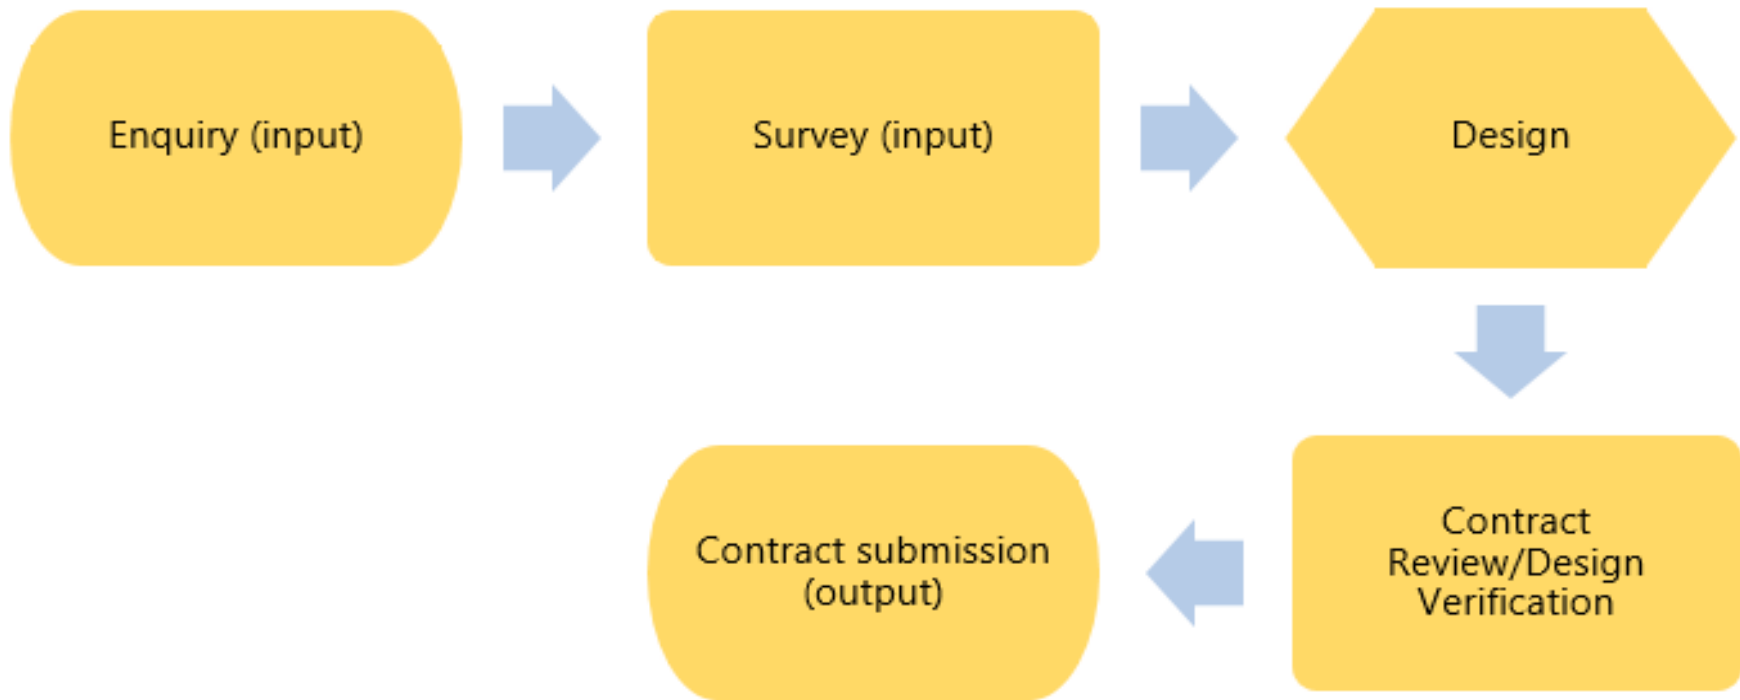 Enquiry (input)
Survey (input)
Design
Contract
Review/Design
Verification
Contract submission
(output)